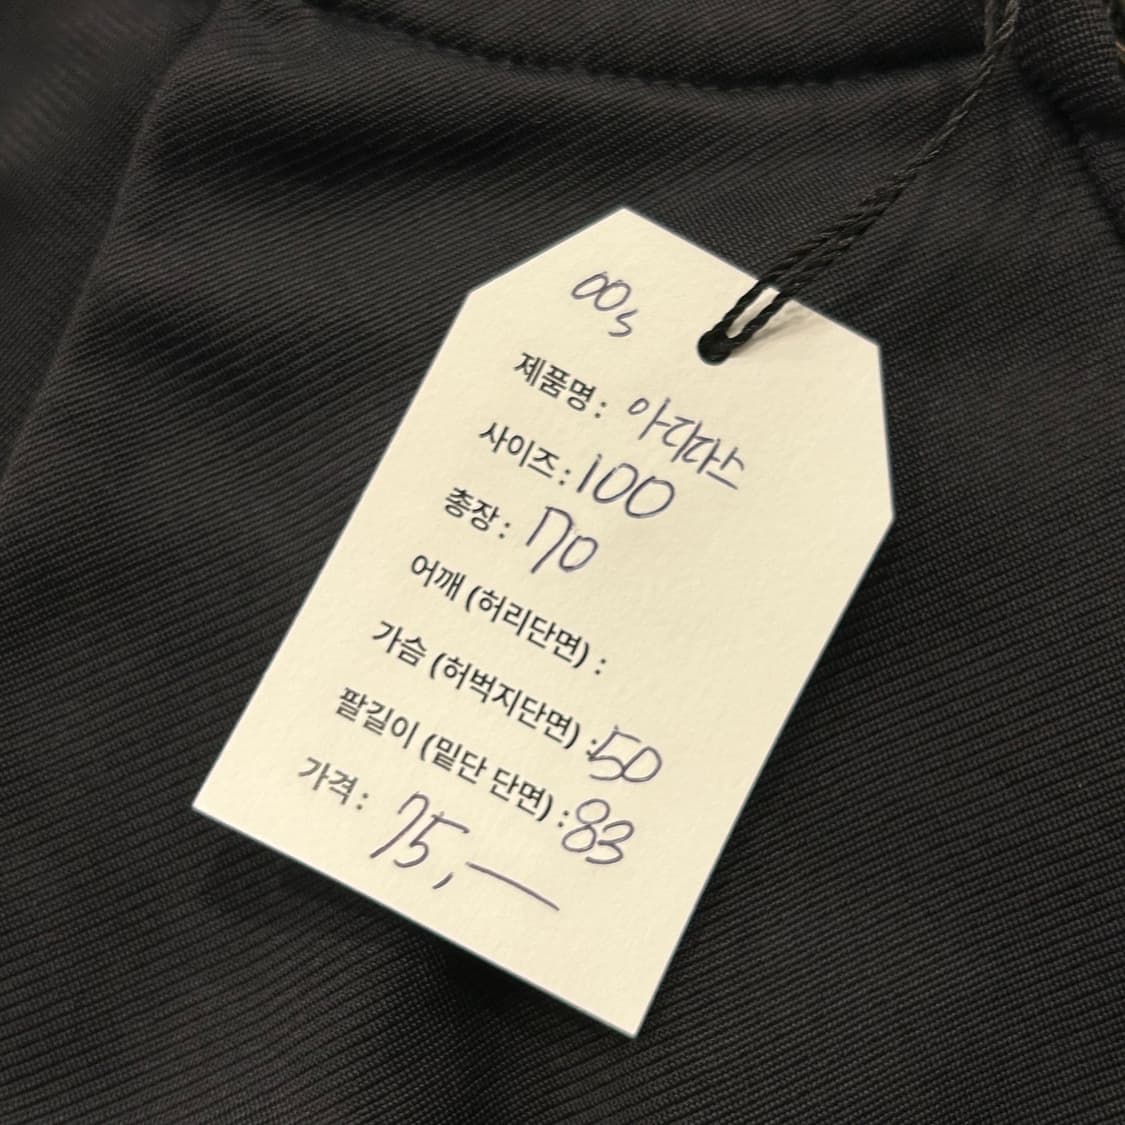 00s
제품명 : 아디다스
사이즈 : 100
총장 : 70
어깨 (허리단면) :
가슴 (허벅지단면) : 50
팔길이 (밑단 단면) : 83
가격 : 75,—